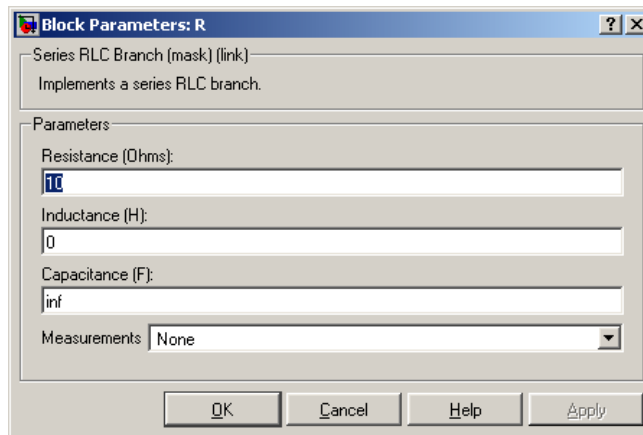 Block Parameters: R
Series RLC Branch (mask) (link)
Implements a series RLC branch.
Parameters
Resistance (Ohms):
10
Inductance (H):
0
Capacitance (F):
inf
Measurements None
OK Cancel Help Apply